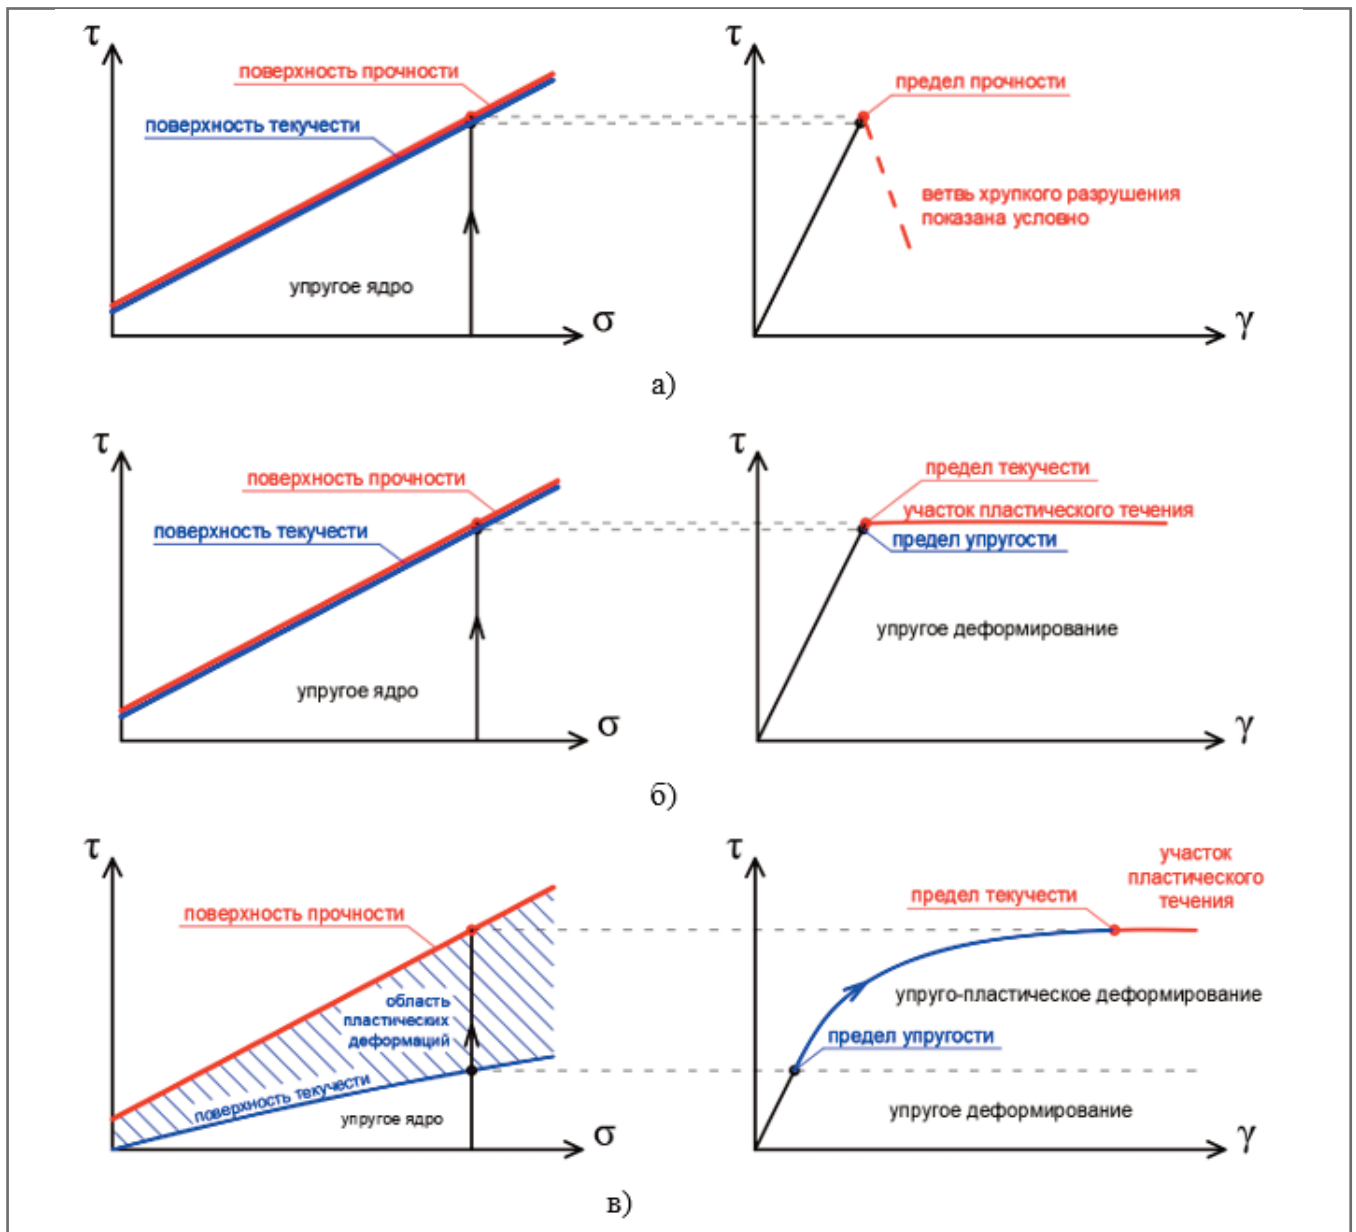 τ
поверхность прочности
поверхность текучести
упругое ядро
σ
τ
предел прочности
ветвь хрупкого разрушения
показана условно
γ
а)
τ
поверхность прочности
поверхность текучести
упругое ядро
σ
τ
предел текучести
участок пластического течения
предел упругости
упругое деформирование
γ
б)
τ
поверхность прочности
область
пластических
деформаций
поверхность текучести
упругое ядро
σ
τ
участок
пластического
течения
предел текучести
упруго-пластическое деформирование
предел упругости
упругое деформирование
γ
в)